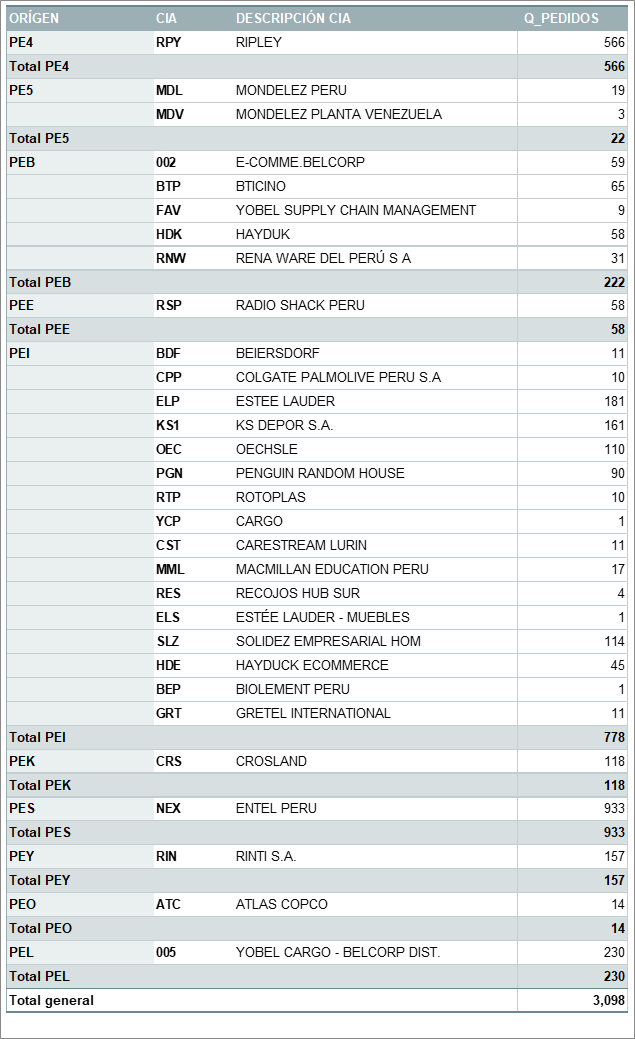 ORÍGEN CIA DESCRIPCIÓN CIA Q_PEDIDOS
PE4 RPY RIPLEY 566
Total PE4 566
PE5 MDL MONDELEZ PERU 19
MDV MONDELEZ PLANTA VENEZUELA 3
Total PE5 22
PEB 002 E-COMME.BELCORP 59
BTP BTICINO 65
FAV YOBEL SUPPLY CHAIN MANAGEMENT 9
HDK HAYDUK 58
RNW RENA WARE DEL PERÚ S A 31
Total PEB 222
PEE RSP RADIO SHACK PERU 58
Total PEE 58
PEI BDF BEIERSDORF 11
CPP COLGATE PALMOLIVE PERU S.A 10
ELP ESTEE LAUDER 181
KS1 KS DEPOR S.A. 161
OEC OECHSLE 110
PGN PENGUIN RANDOM HOUSE 90
RTP ROTOPLAS 10
YCP CARGO 1
CST CARESTREAM LURIN 11
MML MACMILLAN EDUCATION PERU 17
RES RECOJOS HUB SUR 4
ELS ESTÉE LAUDER - MUEBLES 1
SLZ SOLIDEZ EMPRESARIAL HOM 114
HDE HAYDUCK ECOMMERCE 45
BEP BIOLEMENT PERU 1
GRT GRETEL INTERNATIONAL 11
Total PEI 778
PEK CRS CROSLAND 118
Total PEK 118
PES NEX ENTEL PERU 933
Total PES 933
PEY RIN RINTI S.A. 157
Total PEY 157
PEO ATC ATLAS COPCO 14
Total PEO 14
PEL 005 YOBEL CARGO - BELCORP DIST. 230
Total PEL 230
Total general 3,098